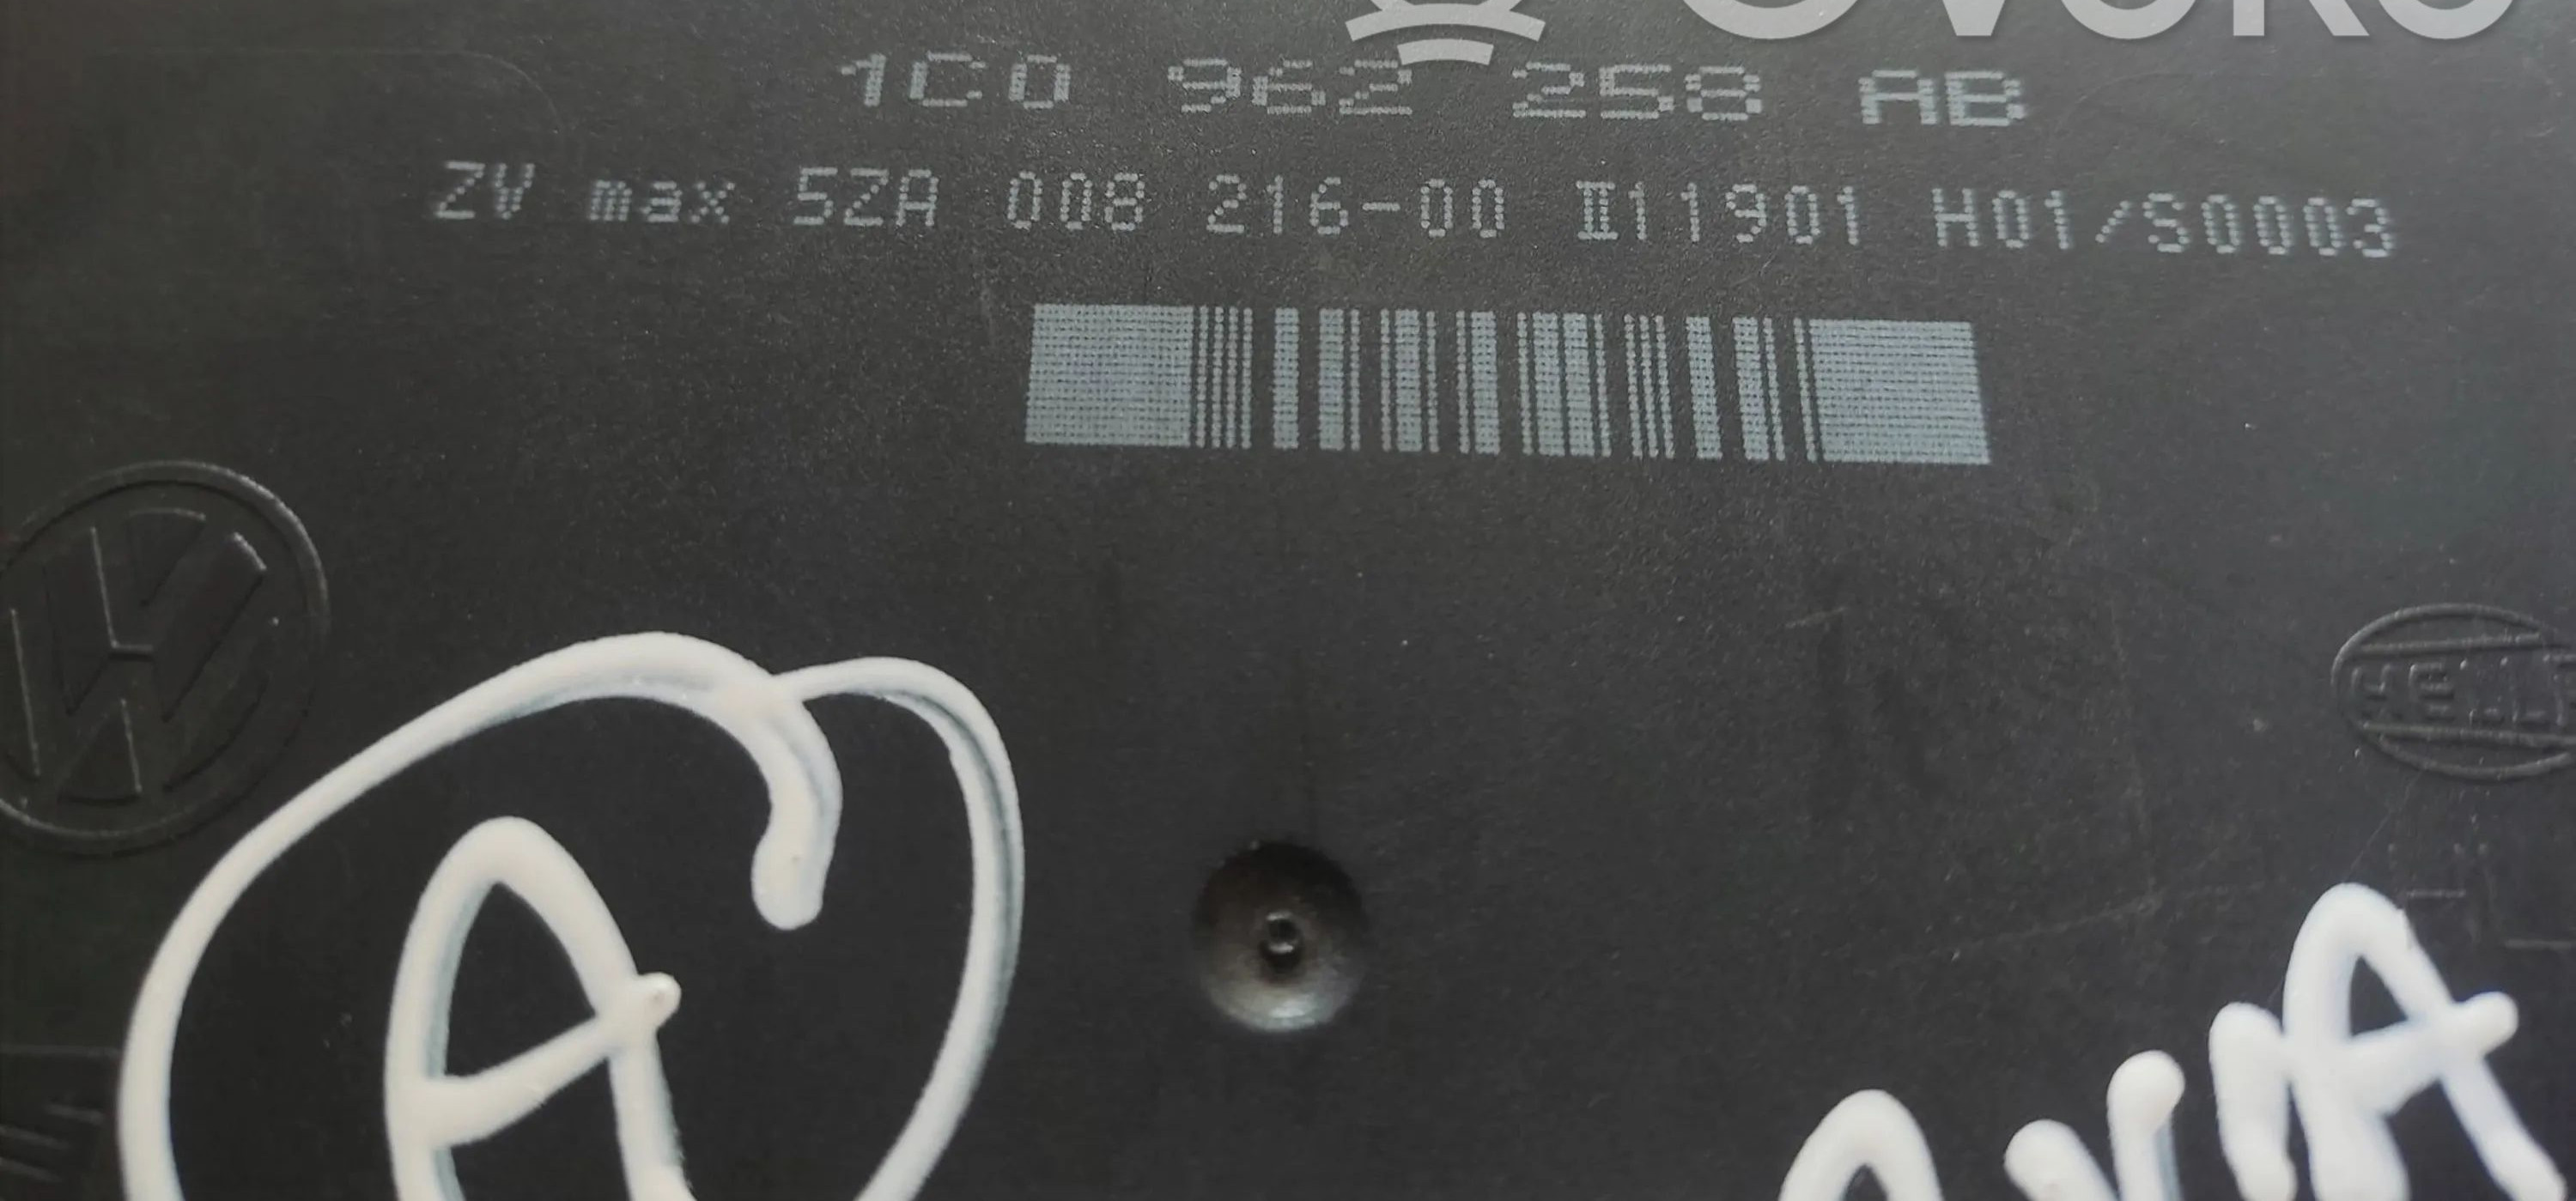 1C0 962 258 AB
ZV max 5ZA 008 216-00 Ⅱ11901 H01/S0003
A